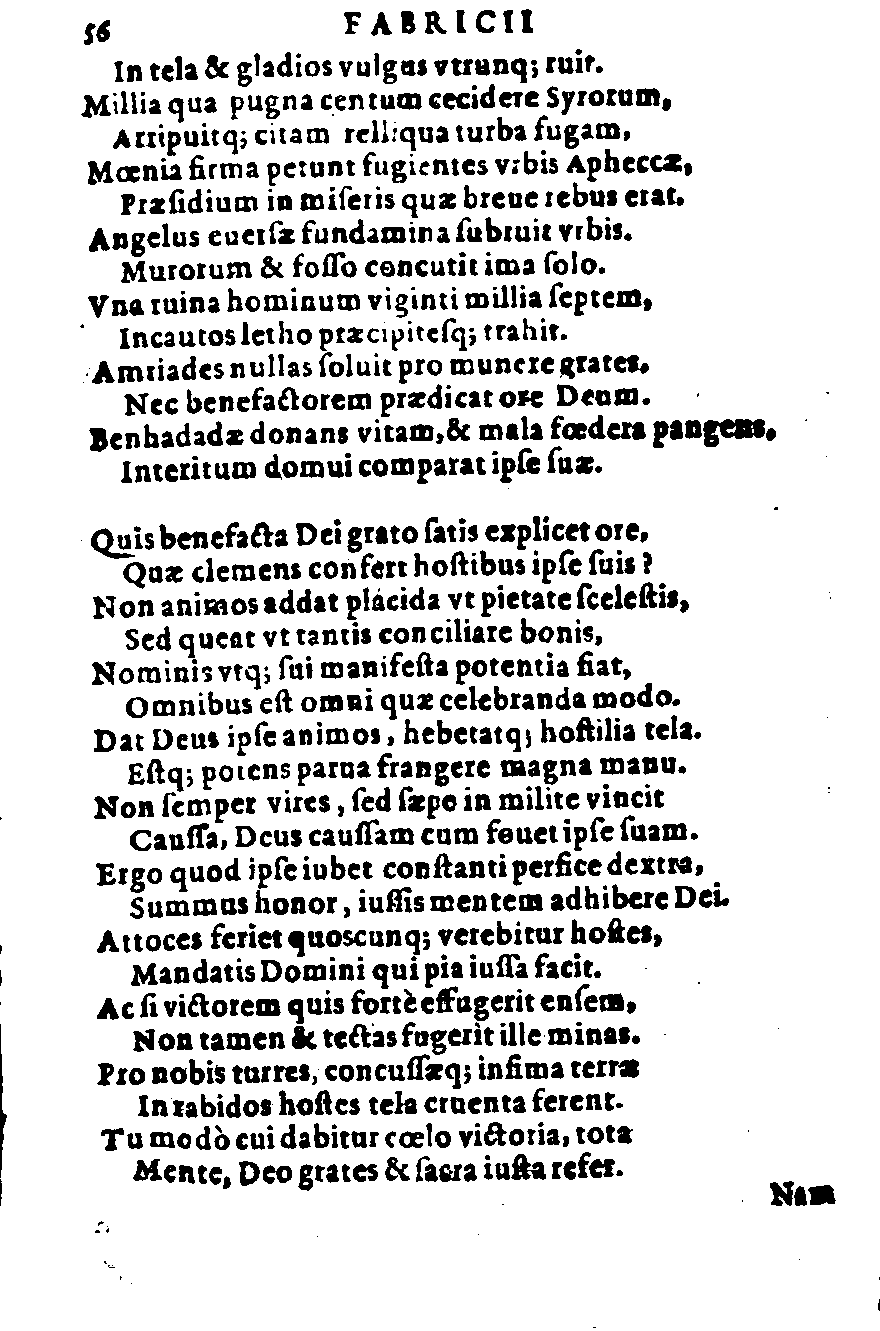 56 FABRICII
In tela & gladios vulgus vtrunq; ruit.
Millia qua pugna centum cecidere Syrorum,
Arripuitq; citam relliqua turba fugam,
Mœnia firma petunt fugientes vrbis Apheccæ,
Præſidium in miſeris quæ breue rebus erat.
Angelus euerſæ fundamina ſubruit vrbis.
Murorum & foſſo concutit ima ſolo.
Vna ruina hominum viginti millia ſeptem,
Incautos letho præcipiteſq; trahit.
Amriades nullas ſoluit pro munere grates,
Nec benefactorem prædicat ore Deum.
Benhadadæ donans vitam, & mala fœdera pangens,
Interitum domui comparat ipſe ſuæ.
Quis benefacta Dei grato ſatis explicet ore,
Quæ clemens confert hoſtibus ipſe ſuis?
Non animos addat placida vt pietate ſceleſtis,
Sed queat vt tantis conciliare bonis,
Nominis vtq; ſui manifeſta potentia fiat,
Omnibus eſt omni quæ celebranda modo.
Dat Deus ipſe animos, hebetatq; hoſtilia tela.
Eſtq; potens parua frangere magna manu.
Non ſemper vires, ſed ſæpe in milite vincit
Cauſſa, Deus cauſſam cum fouet ipſe ſuam.
Ergo quod ipſe iubet conſtanti perfice dextra,
Summus honor, iuſſis mentem adhibere Dei.
Attoces feriet quoscunq; verebitur hoſtes,
Mandatis Domini qui pia iuſſa facit.
Ac ſi victorem quis fortè effugerit enſem,
Non tamen & tectas fugerit ille minas.
Pro nobis turres, concuſſæq; infima terræ
In rabidos hoſtes tela cruenta ferent.
Tu modò cui dabitur cœlo victoria, tota
Mente, Deo grates & ſacra iuſta refer.
Nam